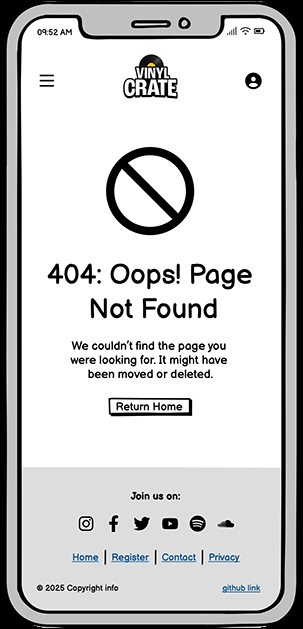 09:52 AM
VINYL
CRATE
404: Oops! Page
Not Found
We couldn't find the page you
were looking for. It might have
been moved or deleted.
Return Home
Join us on:
Home | Register | Contact | Privacy
© 2025 Copyright info github link